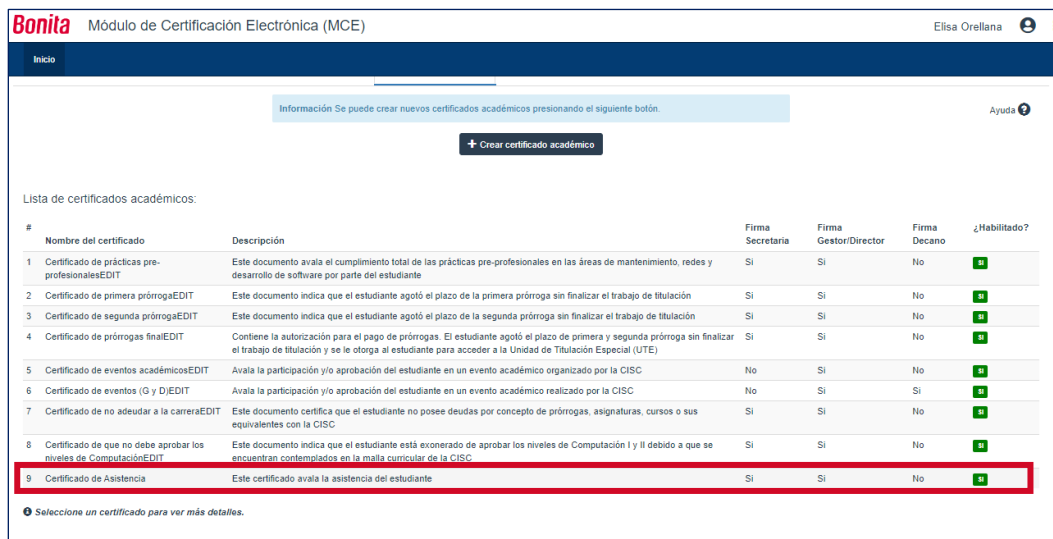 Bonita Módulo de Certificación Electrónica (MCE) Elisa Orellana
Inicio
Información Se puede crear nuevos certificados académicos presionando el siguiente botón.
Ayuda ?
+ Crear certificado académico
Lista de certificados académicos:
# Nombre del certificado Descripción Firma Secretaria Firma Gestor/Director Firma Decano ¿Habilitado?
1 Certificado de prácticas pre- Este documento avala el cumplimiento total de las prácticas pre-profesionales en las áreas de mantenimiento, redes y Si Si No SI
profesionalesEDIT desarrollo de software por parte del estudiante
2 Certificado de primera prórrogaEDIT Este documento indica que el estudiante agotó el plazo de la primera prórroga sin finalizar el trabajo de titulación Si Si No SI
3 Certificado de segunda prórrogaEDIT Este documento indica que el estudiante agotó el plazo de la segunda prórroga sin finalizar el trabajo de titulación Si Si No SI
4 Certificado de prórrogas finalEDIT Contiene la autorización para el pago de prórrogas. El estudiante agotó el plazo de primera y segunda prórroga sin finalizar Si Si No SI
el trabajo de titulación y se le otorga al estudiante para acceder a la Unidad de Titulación Especial (UTE)
5 Certificado de eventos académicosEDIT Avala la participación y/o aprobación del estudiante en un evento académico organizado por la CISC No Si No SI
6 Certificado de eventos (G y D)EDIT Avala la participación y/o aprobación del estudiante en un evento académico realizado por la CISC No Si Si SI
7 Certificado de no adeudar a la carreraEDIT Este documento certifica que el estudiante no posee deudas por concepto de prórrogas, asignaturas, cursos o sus Si Si No SI
equivalentes con la CISC
8 Certificado de que no debe aprobar los Este documento indica que el estudiante está exonerado de aprobar los niveles de Computación I y II debido a que se Si Si No SI
niveles de ComputaciónEDIT encuentran contemplados en la malla curricular de la CISC
9 Certificado de Asistencia Este certificado avala la asistencia del estudiante Si Si No SI
Seleccione un certificado para ver más detalles.